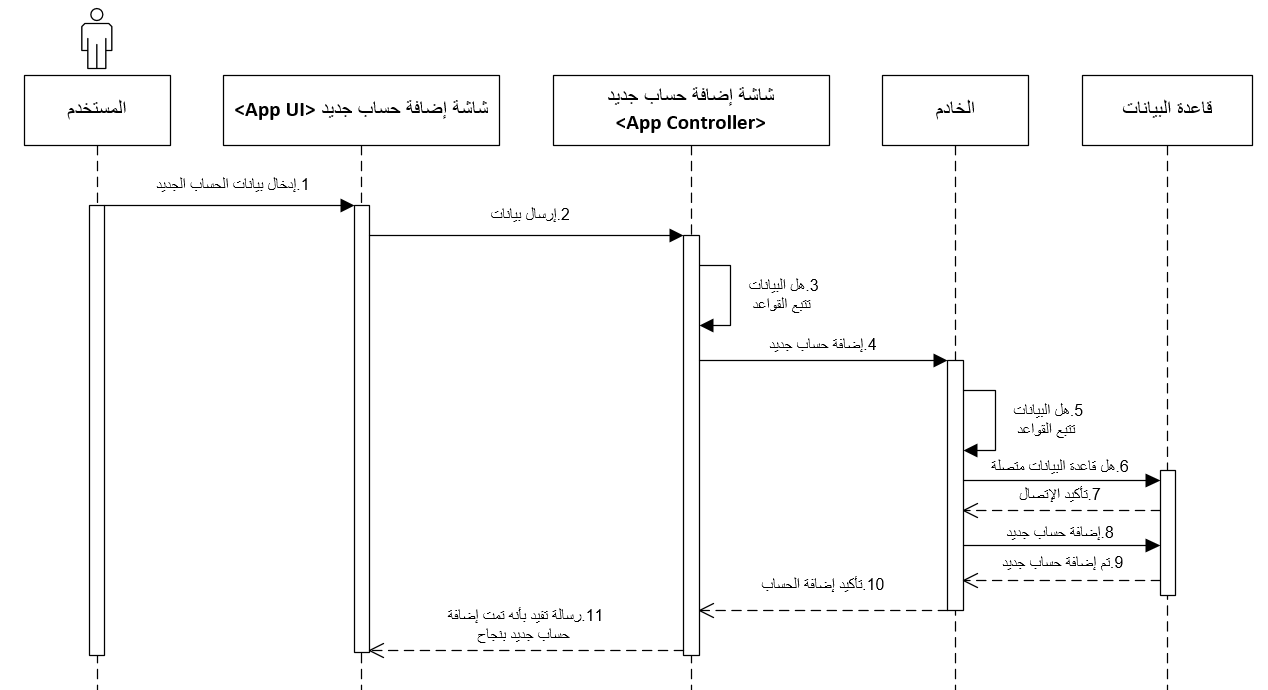 المستخدم
شاشة إضافة حساب جديد <App UI>
شاشة إضافة حساب جديد
<App Controller>
الخادم
قاعدة البيانات
1.إدخال بيانات الحساب الجديد
2.إرسال بيانات
3.هل البيانات
تتبع القواعد
4.إضافة حساب جديد
5.هل البيانات
تتبع القواعد
6.هل قاعدة البيانات متصلة
7.تأكيد الإتصال
8.إضافة حساب جديد
9.تم إضافة حساب جديد
10.تأكيد إضافة الحساب
11.رسالة تفيد بأنه تمت إضافة
حساب جديد بنجاح